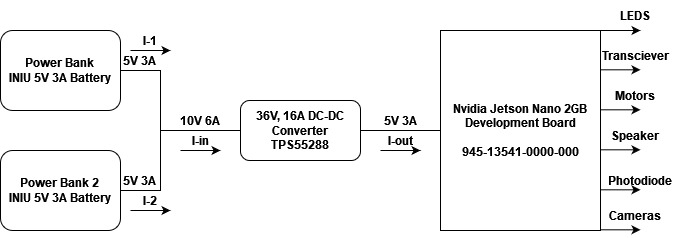 I-1
Power Bank
INIU 5V 3A Battery
5V 3A
10V 6A
I-in
Power Bank 2
INIU 5V 3A Battery
5V 3A
I-2
36V, 16A DC-DC
Converter
TPS55288
5V 3A
I-out
Nvidia Jetson Nano 2GB
Development Board
945-13541-0000-000
LEDS
Transciever
Motors
Speaker
Photodiode
Cameras